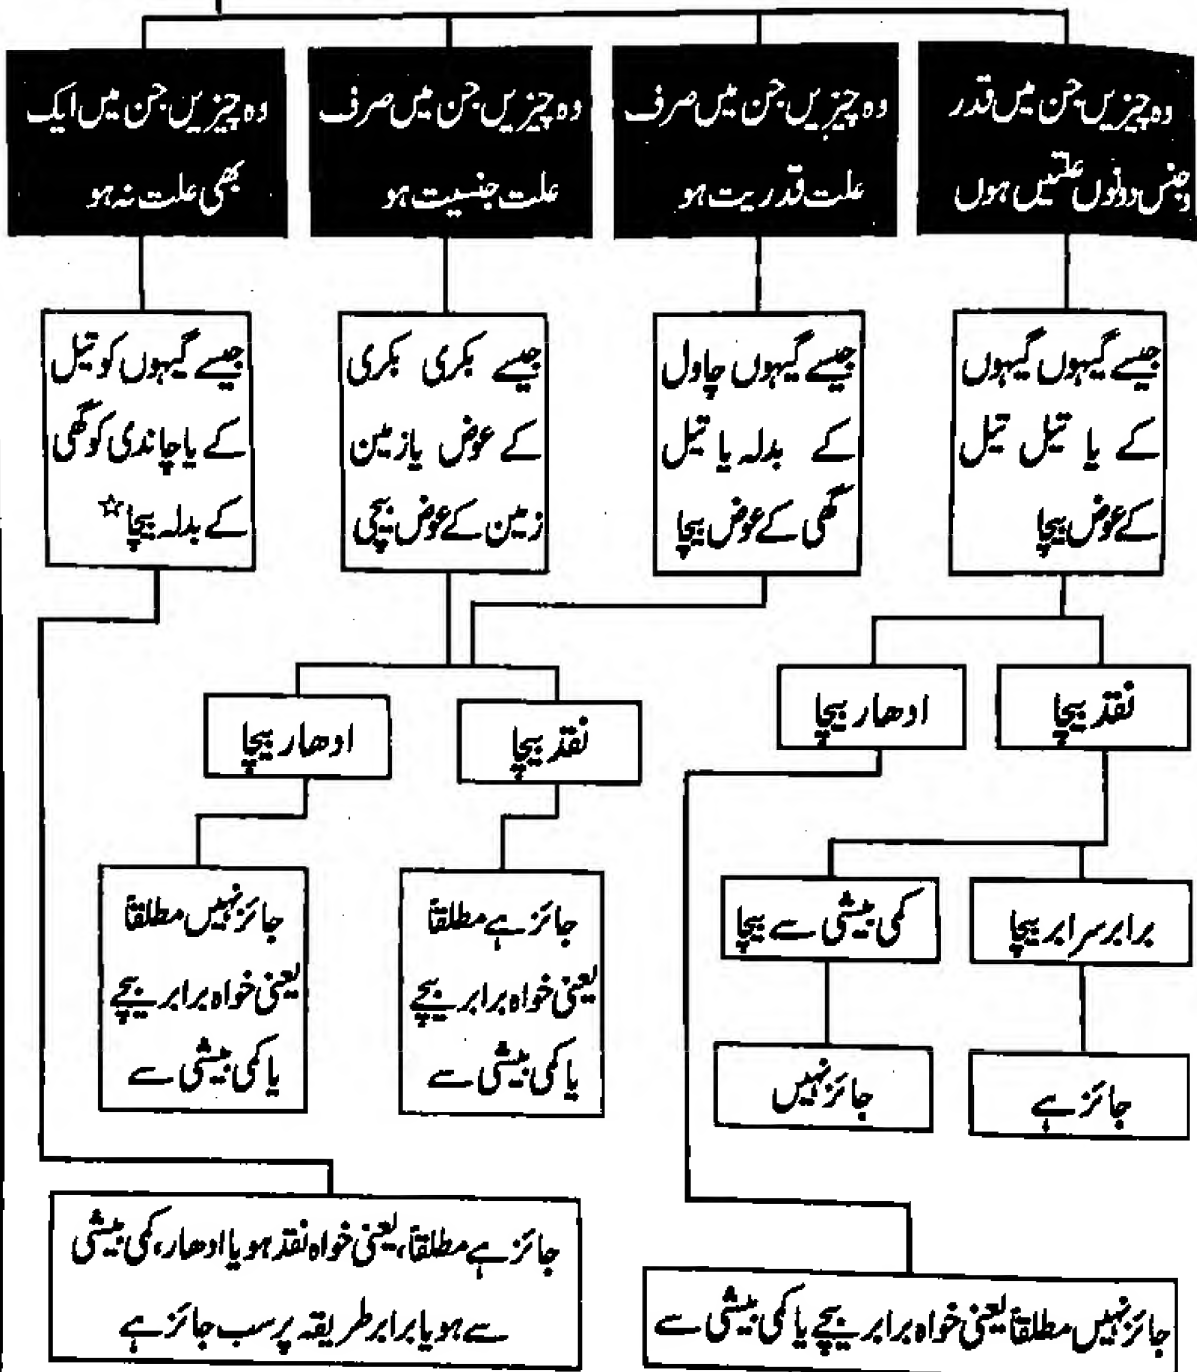 وہ چیزیں جن میں قدر
وجنس دونوں علتیں ہوں
وہ چیزیں جن میں صرف
علت قدریت ہو
وہ چیزیں جن میں صرف
علت جنسیت ہو
وہ چیزیں جن میں ایک
بھی علت نہ ہو
جیسے گیہوں گیہوں
کے یا تیل تیل
کے عوض بیچا
جیسے گیہوں چاول
کے بدلہ یا تیل
گھی کے عوض بیچا
جیسے بکری بکری
کے عوض یا زمین
زمین کے عوض بیچی
جیسے گیہوں کو تیل
کے یا چاندی کو گھی
کے بدلہ بیچا☆
نقد بیچا
ادھار بیچا
نقد بیچا
ادھار بیچا
برابر سرابر بیچا
کمی بیشی سے بیچا
جائز ہے مطلقاً
یعنی خواہ برابر بیچے
یا کمی بیشی سے
جائز نہیں مطلقاً
یعنی خواہ برابر بیچے
یا کمی بیشی سے
جائز ہے
جائز نہیں
جائز نہیں مطلقاً یعنی خواہ برابر بیچے یا کمی بیشی سے
جائز ہے مطلقاً، یعنی خواہ نقد ہو یا ادھار، کمی بیشی
سے ہو یا برابر طریقہ پر سب جائز ہے